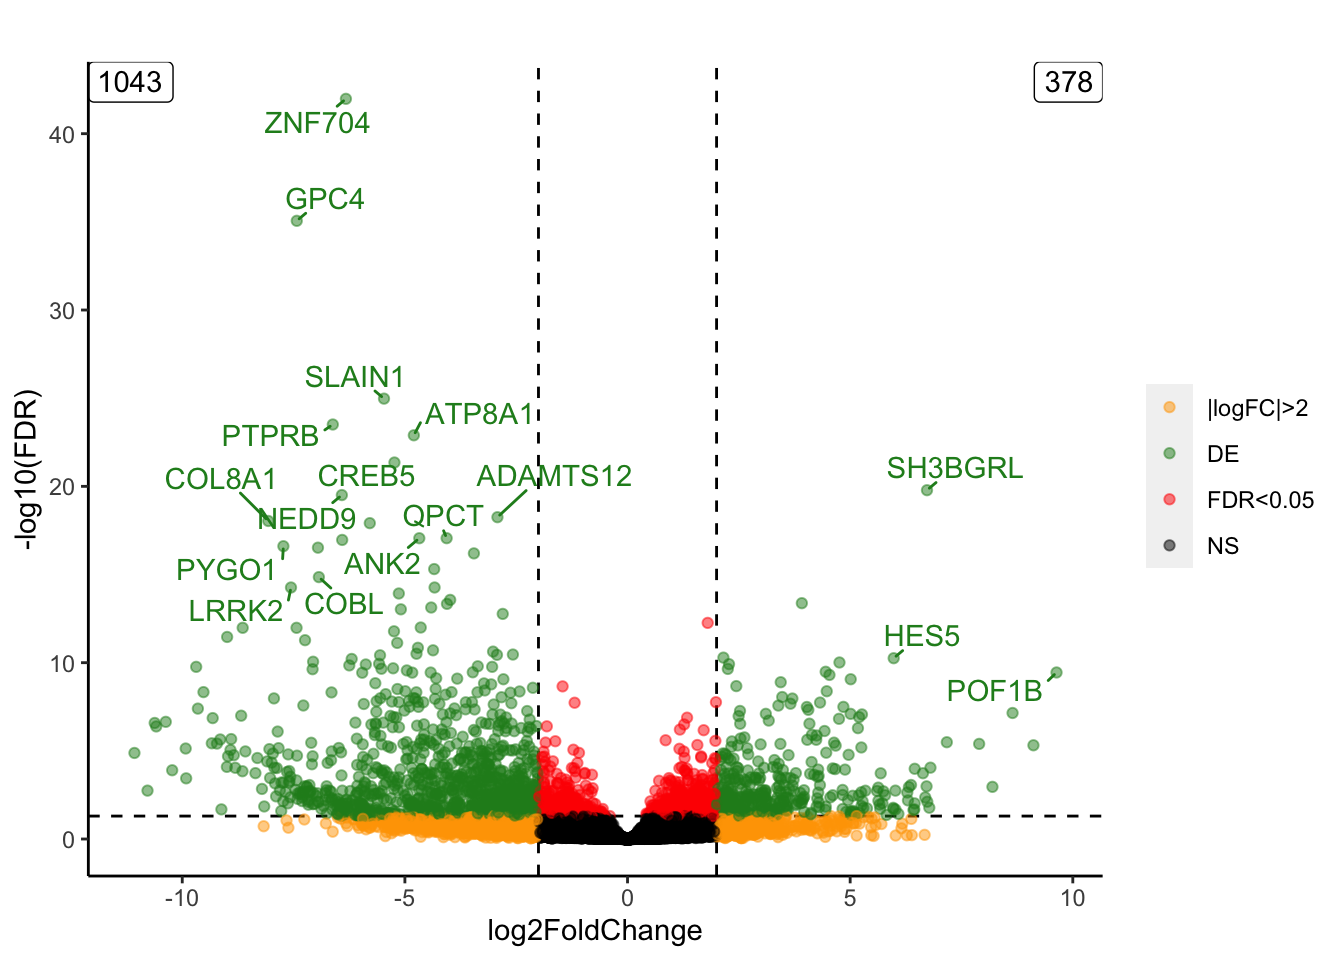 1043
378
ZNF704
GPC4
SLAIN1
ATP8A1
PTPRB
COL8A1
CREB5
ADAMTS12
SH3BGRL
NEDD9
QPCT
PYGO1
ANK2
LRRK2
COBL
HES5
POF1B
40
30
20
10
0
-log10(FDR)
-10
-5
0
5
10
log2FoldChange
|logFC|>2
DE
FDR<0.05
NS